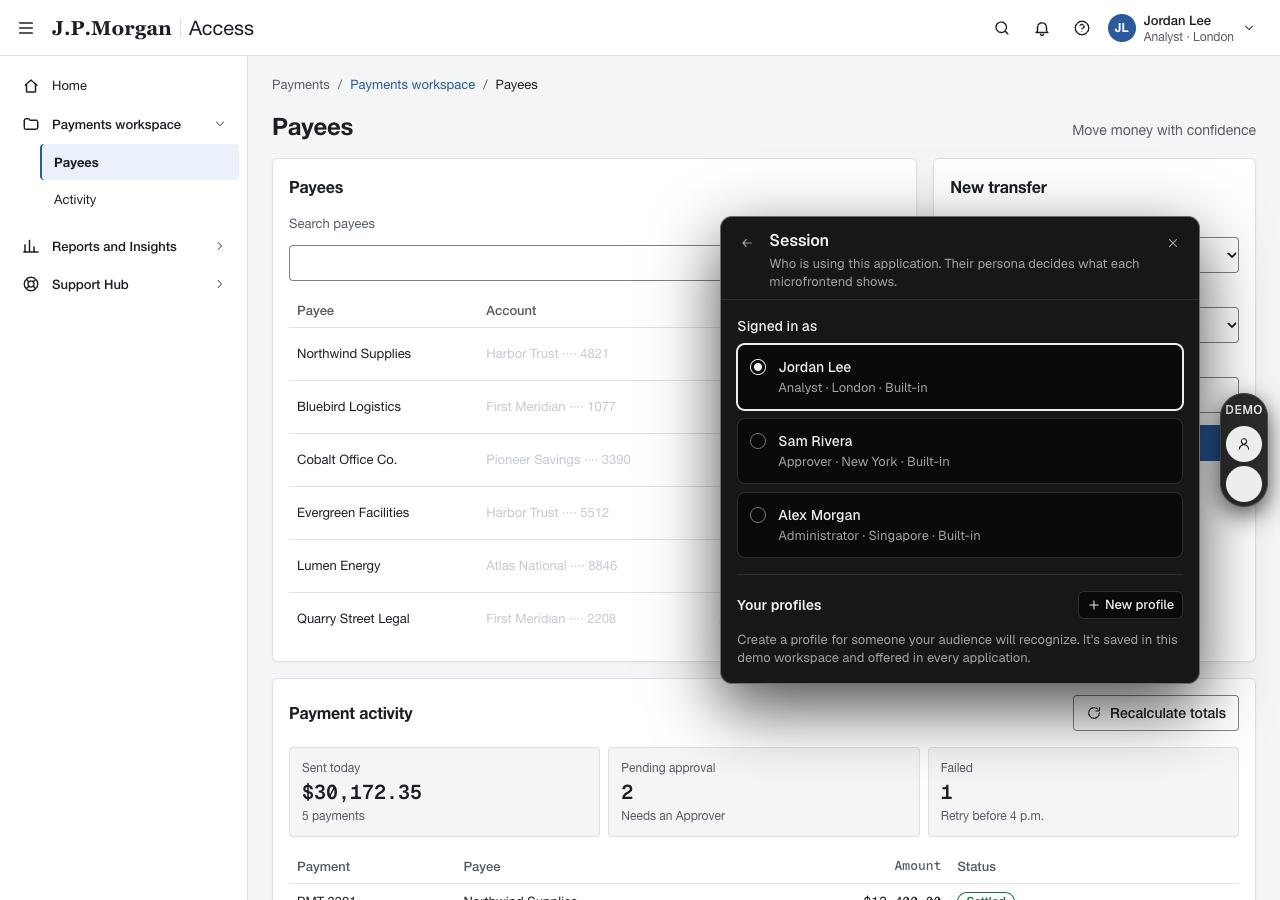 J.P.Morgan Access
JL
Jordan Lee
Analyst · London
Home
Payments workspace
Payees
Activity
Reports and Insights
Support Hub
Payments / Payments workspace / Payees
Payees
Move money with confidence
Payees
Search payees
Payee Account
Northwind Supplies Harbor Trust ···· 4821
Bluebird Logistics First Meridian ···· 1077
Cobalt Office Co. Pioneer Savings ···· 3390
Evergreen Facilities Harbor Trust ···· 5512
Lumen Energy Atlas National ···· 8846
Quarry Street Legal First Meridian ···· 2208
New transfer
Session
Who is using this application. Their persona decides what each
microfrontend shows.
Signed in as
Jordan Lee
Analyst · London · Built-in
Sam Rivera
Approver · New York · Built-in
Alex Morgan
Administrator · Singapore · Built-in
Your profiles
New profile
Create a profile for someone your audience will recognize. It's saved in this
demo workspace and offered in every application.
DEMO
Payment activity
Recalculate totals
Sent today
$30,172.35
5 payments
Pending approval
2
Needs an Approver
Failed
1
Retry before 4 p.m.
Payment Payee Amount Status
Northwind Supplies Settled